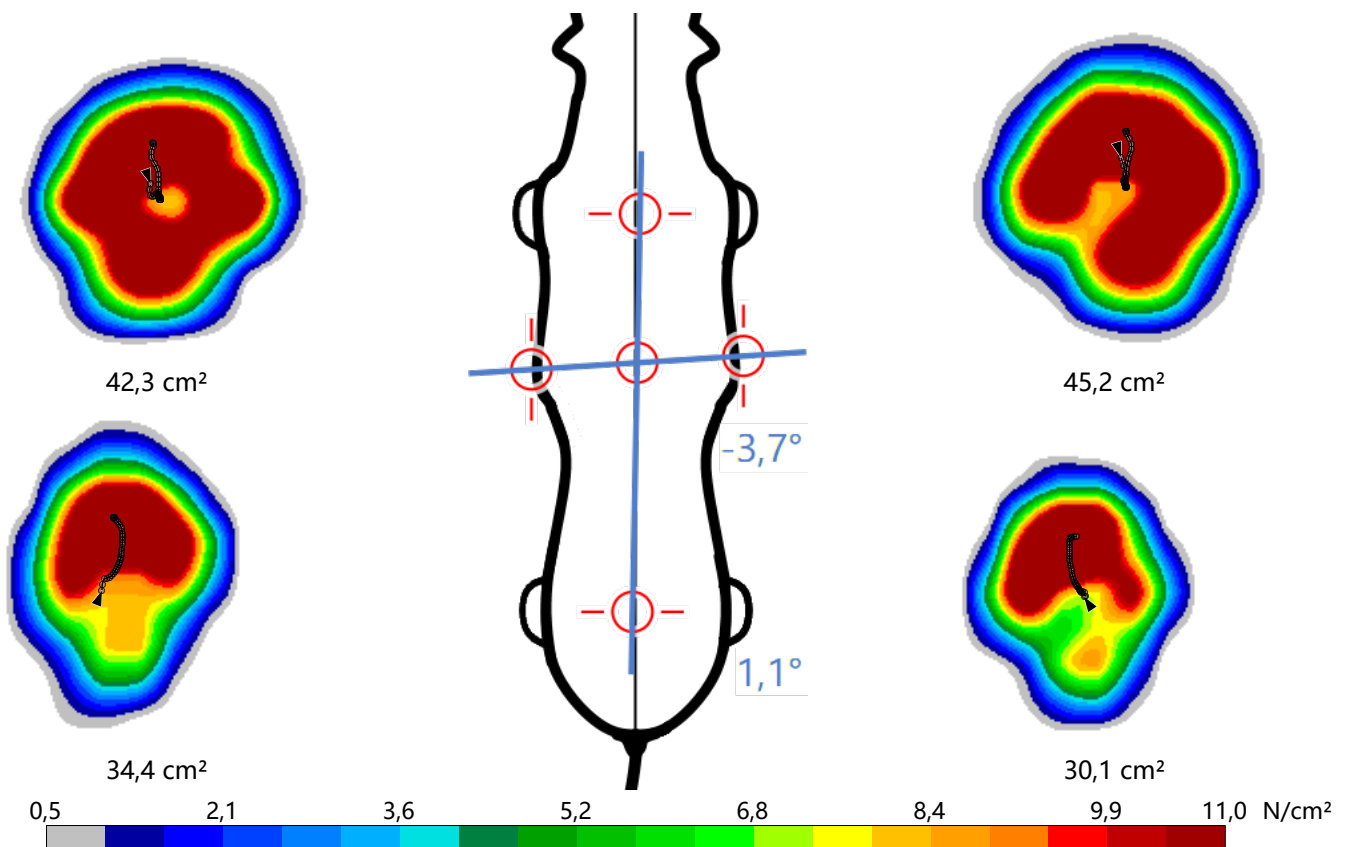 42,3 cm²
45,2 cm²
-3,7°
1,1°
34,4 cm²
30,1 cm²
0,5 2,1 3,6 5,2 6,8 8,4 9,9 11,0 N/cm²